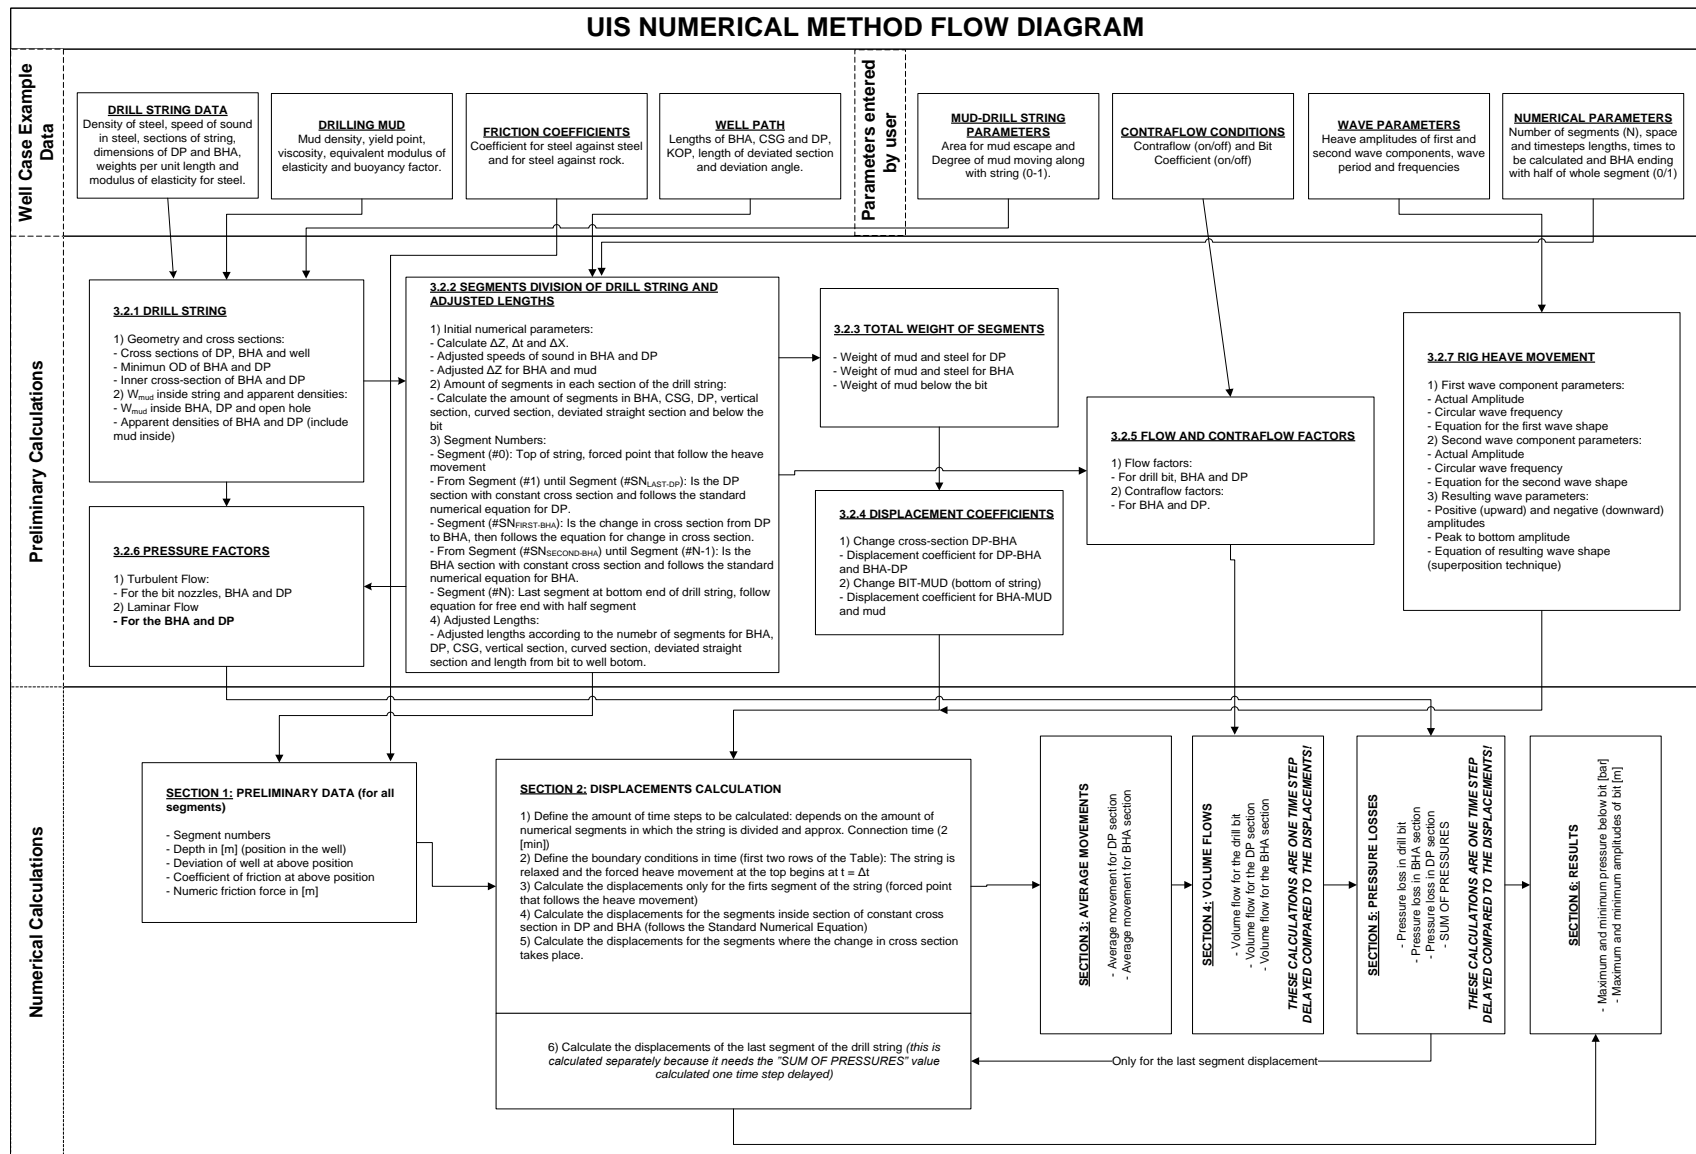 UIS NUMERICAL METHOD FLOW DIAGRAM
Well Case Example
Data
DRILL STRING DATA
Density of steel, speed of sound
in steel, sections of string,
dimensions of DP and BHA,
weights per unit length and
modulus of elasticity for steel.
DRILLING MUD
Mud density, yield point,
viscosity, equivalent modulus of
elasticity and buoyancy factor.
FRICTION COEFFICIENTS
Coefficient for steel against steel
and for steel against rock.
WELL PATH
Lengths of BHA, CSG and DP,
KOP, length of deviated section
and deviation angle.
Parameters entered
by user
MUD-DRILL STRING
PARAMETERS
Area for mud escape and
Degree of mud moving along
with string (0-1).
CONTRAFLOW CONDITIONS
Contraflow (on/off) and Bit
Coefficient (on/off)
WAVE PARAMETERS
Heave amplitudes of first and
second wave components, wave
period and frequencies
NUMERICAL PARAMETERS
Number of segments (N), space
and timesteps lengths, times to
be calculated and BHA ending
with half of whole segment (0/1)
Preliminary Calculations
3.2.1 DRILL STRING
1) Geometry and cross sections:
- Cross sections of DP, BHA and well
- Minimun OD of BHA and DP
- Inner cross-section of BHA and DP
2) Wmud inside string and apparent densities:
- Wmud inside BHA, DP and open hole
- Apparent densities of BHA and DP (include
mud inside)
3.2.6 PRESSURE FACTORS
1) Turbulent Flow:
- For the bit nozzles, BHA and DP
2) Laminar Flow
- For the BHA and DP
3.2.2 SEGMENTS DIVISION OF DRILL STRING AND
ADJUSTED LENGTHS
1) Initial numerical parameters:
- Calculate ΔZ, Δt and ΔX.
- Adjusted speeds of sound in BHA and DP
- Adjusted ΔZ for BHA and mud
2) Amount of segments in each section of the drill string:
- Calculate the amount of segments in BHA, CSG, DP, vertical
section, curved section, deviated straight section and below the
bit
3) Segment Numbers:
- Segment (#0): Top of string, forced point that follow the heave
movement
- From Segment (#1) until Segment (#SNLAST-DP): Is the DP
section with constant cross section and follows the standard
numerical equation for DP.
- Segment (#SNFIRST-BHA): Is the change in cross section from DP
to BHA, then follows the equation for change in cross section.
- From Segment (#SNSECOND-BHA) until Segment (#N-1): Is the
BHA section with constant cross section and follows the standard
numerical equation for BHA.
- Segment (#N): Last segment at bottom end of drill string, follow
equation for free end with half segment
4) Adjusted Lengths:
- Adjusted lengths according to the numebr of segments for BHA,
DP, CSG, vertical section, curved section, deviated straight
section and length from bit to well botom.
3.2.3 TOTAL WEIGHT OF SEGMENTS
- Weight of mud and steel for DP
- Weight of mud and steel for BHA
- Weight of mud below the bit
3.2.4 DISPLACEMENT COEFFICIENTS
1) Change cross-section DP-BHA
- Displacement coefficient for DP-BHA
and BHA-DP
2) Change BIT-MUD (bottom of string)
- Displacement coefficient for BHA-MUD
and mud
3.2.5 FLOW AND CONTRAFLOW FACTORS
1) Flow factors:
- For drill bit, BHA and DP
2) Contraflow factors:
- For BHA and DP.
3.2.7 RIG HEAVE MOVEMENT
1) First wave component parameters:
- Actual Amplitude
- Circular wave frequency
- Equation for the first wave shape
2) Second wave component parameters:
- Actual Amplitude
- Circular wave frequency
- Equation for the second wave shape
3) Resulting wave parameters:
- Positive (upward) and negative (downward)
amplitudes
- Peak to bottom amplitude
- Equation of resulting wave shape
(superposition technique)
Numerical Calculations
SECTION 1: PRELIMINARY DATA (for all
segments)
- Segment numbers
- Depth in [m] (position in the well)
- Deviation of well at above position
- Coefficient of friction at above position
- Numeric friction force in [m]
SECTION 2: DISPLACEMENTS CALCULATION
1) Define the amount of time steps to be calculated: depends on the amount of
numerical segments in which the string is divided and approx. Connection time (2
[min])
2) Define the boundary conditions in time (first two rows of the Table): The string is
relaxed and the forced heave movement at the top begins at t = Δt
3) Calculate the displacements only for the firts segment of the string (forced point
that follows the heave movement)
4) Calculate the displacements for the segments inside section of constant cross
section in DP and BHA (follows the Standard Numerical Equation)
5) Calculate the displacements for the segments where the change in cross section
takes place.
6) Calculate the displacements of the last segment of the drill string (this is
calculated separately because it needs the "SUM OF PRESSURES" value
calculated one time step delayed)
SECTION 3: AVERAGE MOVEMENTS
- Average movement for DP section
- Average movement for BHA section
SECTION 4: VOLUME FLOWS
- Volume flow for the drill bit
- Volume flow for the DP section
- Volume flow for the BHA section
THESE CALCULATIONS ARE ONE TIME STEP
DELAYED COMPARED TO THE DISPLACEMENTS!
SECTION 5: PRESSURE LOSSES
- Pressure loss in drill bit
- Pressure loss in BHA section
- Pressure loss in DP section
- SUM OF PRESSURES
THESE CALCULATIONS ARE ONE TIME STEP
DELAYED COMPARED TO THE DISPLACEMENTS!
SECTION 6: RESULTS
- Maximum and minimum pressure below bit [bar]
- Maximum and minimum amplitudes of bit [m]
Only for the last segment displacement